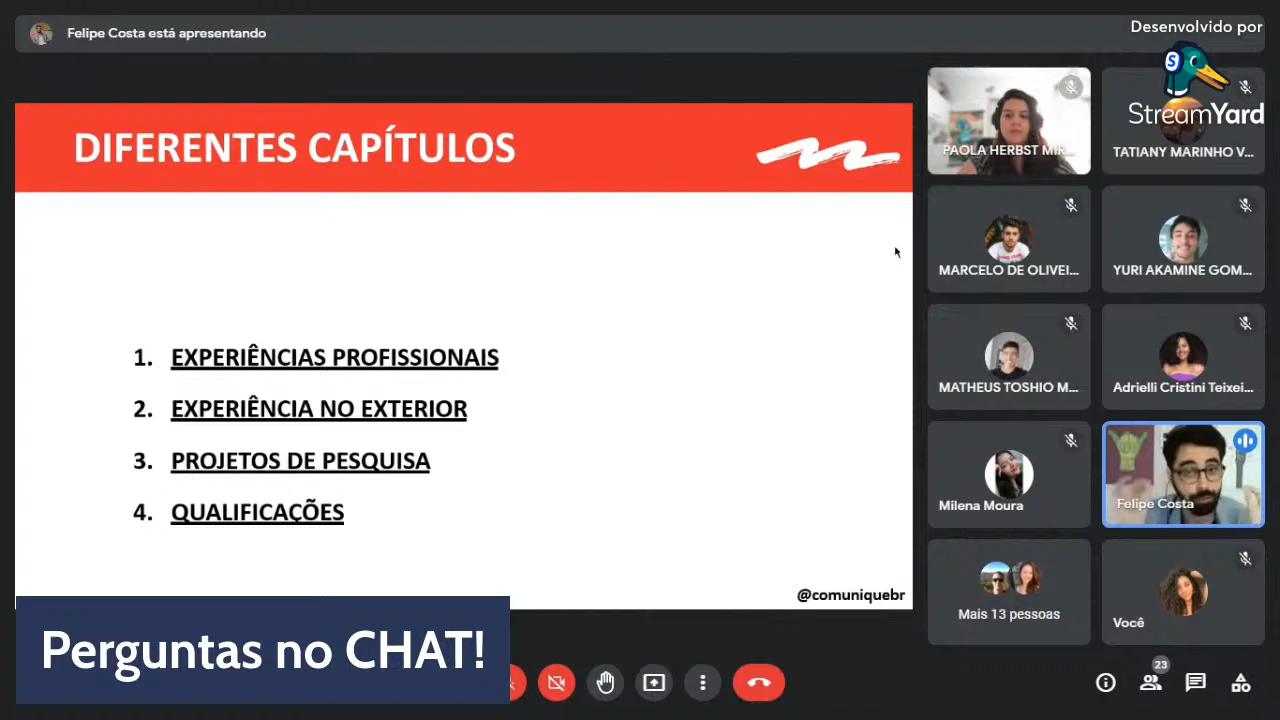 Felipe Costa está apresentando
Desenvolvido por
StreamYard
DIFERENTES CAPÍTULOS
1. EXPERIÊNCIAS PROFISSIONAIS
2. EXPERIÊNCIA NO EXTERIOR
3. PROJETOS DE PESQUISA
4. QUALIFICAÇÕES
@comuniquebr
Perguntas no CHAT!
PAOLA HERBST MIR...
TATIANY MARINHO V...
MARCELO DE OLIVEI...
YURI AKAMINE GOM...
MATHEUS TOSHIO M...
Adrielli Cristini Teixei...
Milena Moura
Felipe Costa
Mais 13 pessoas
Você
23